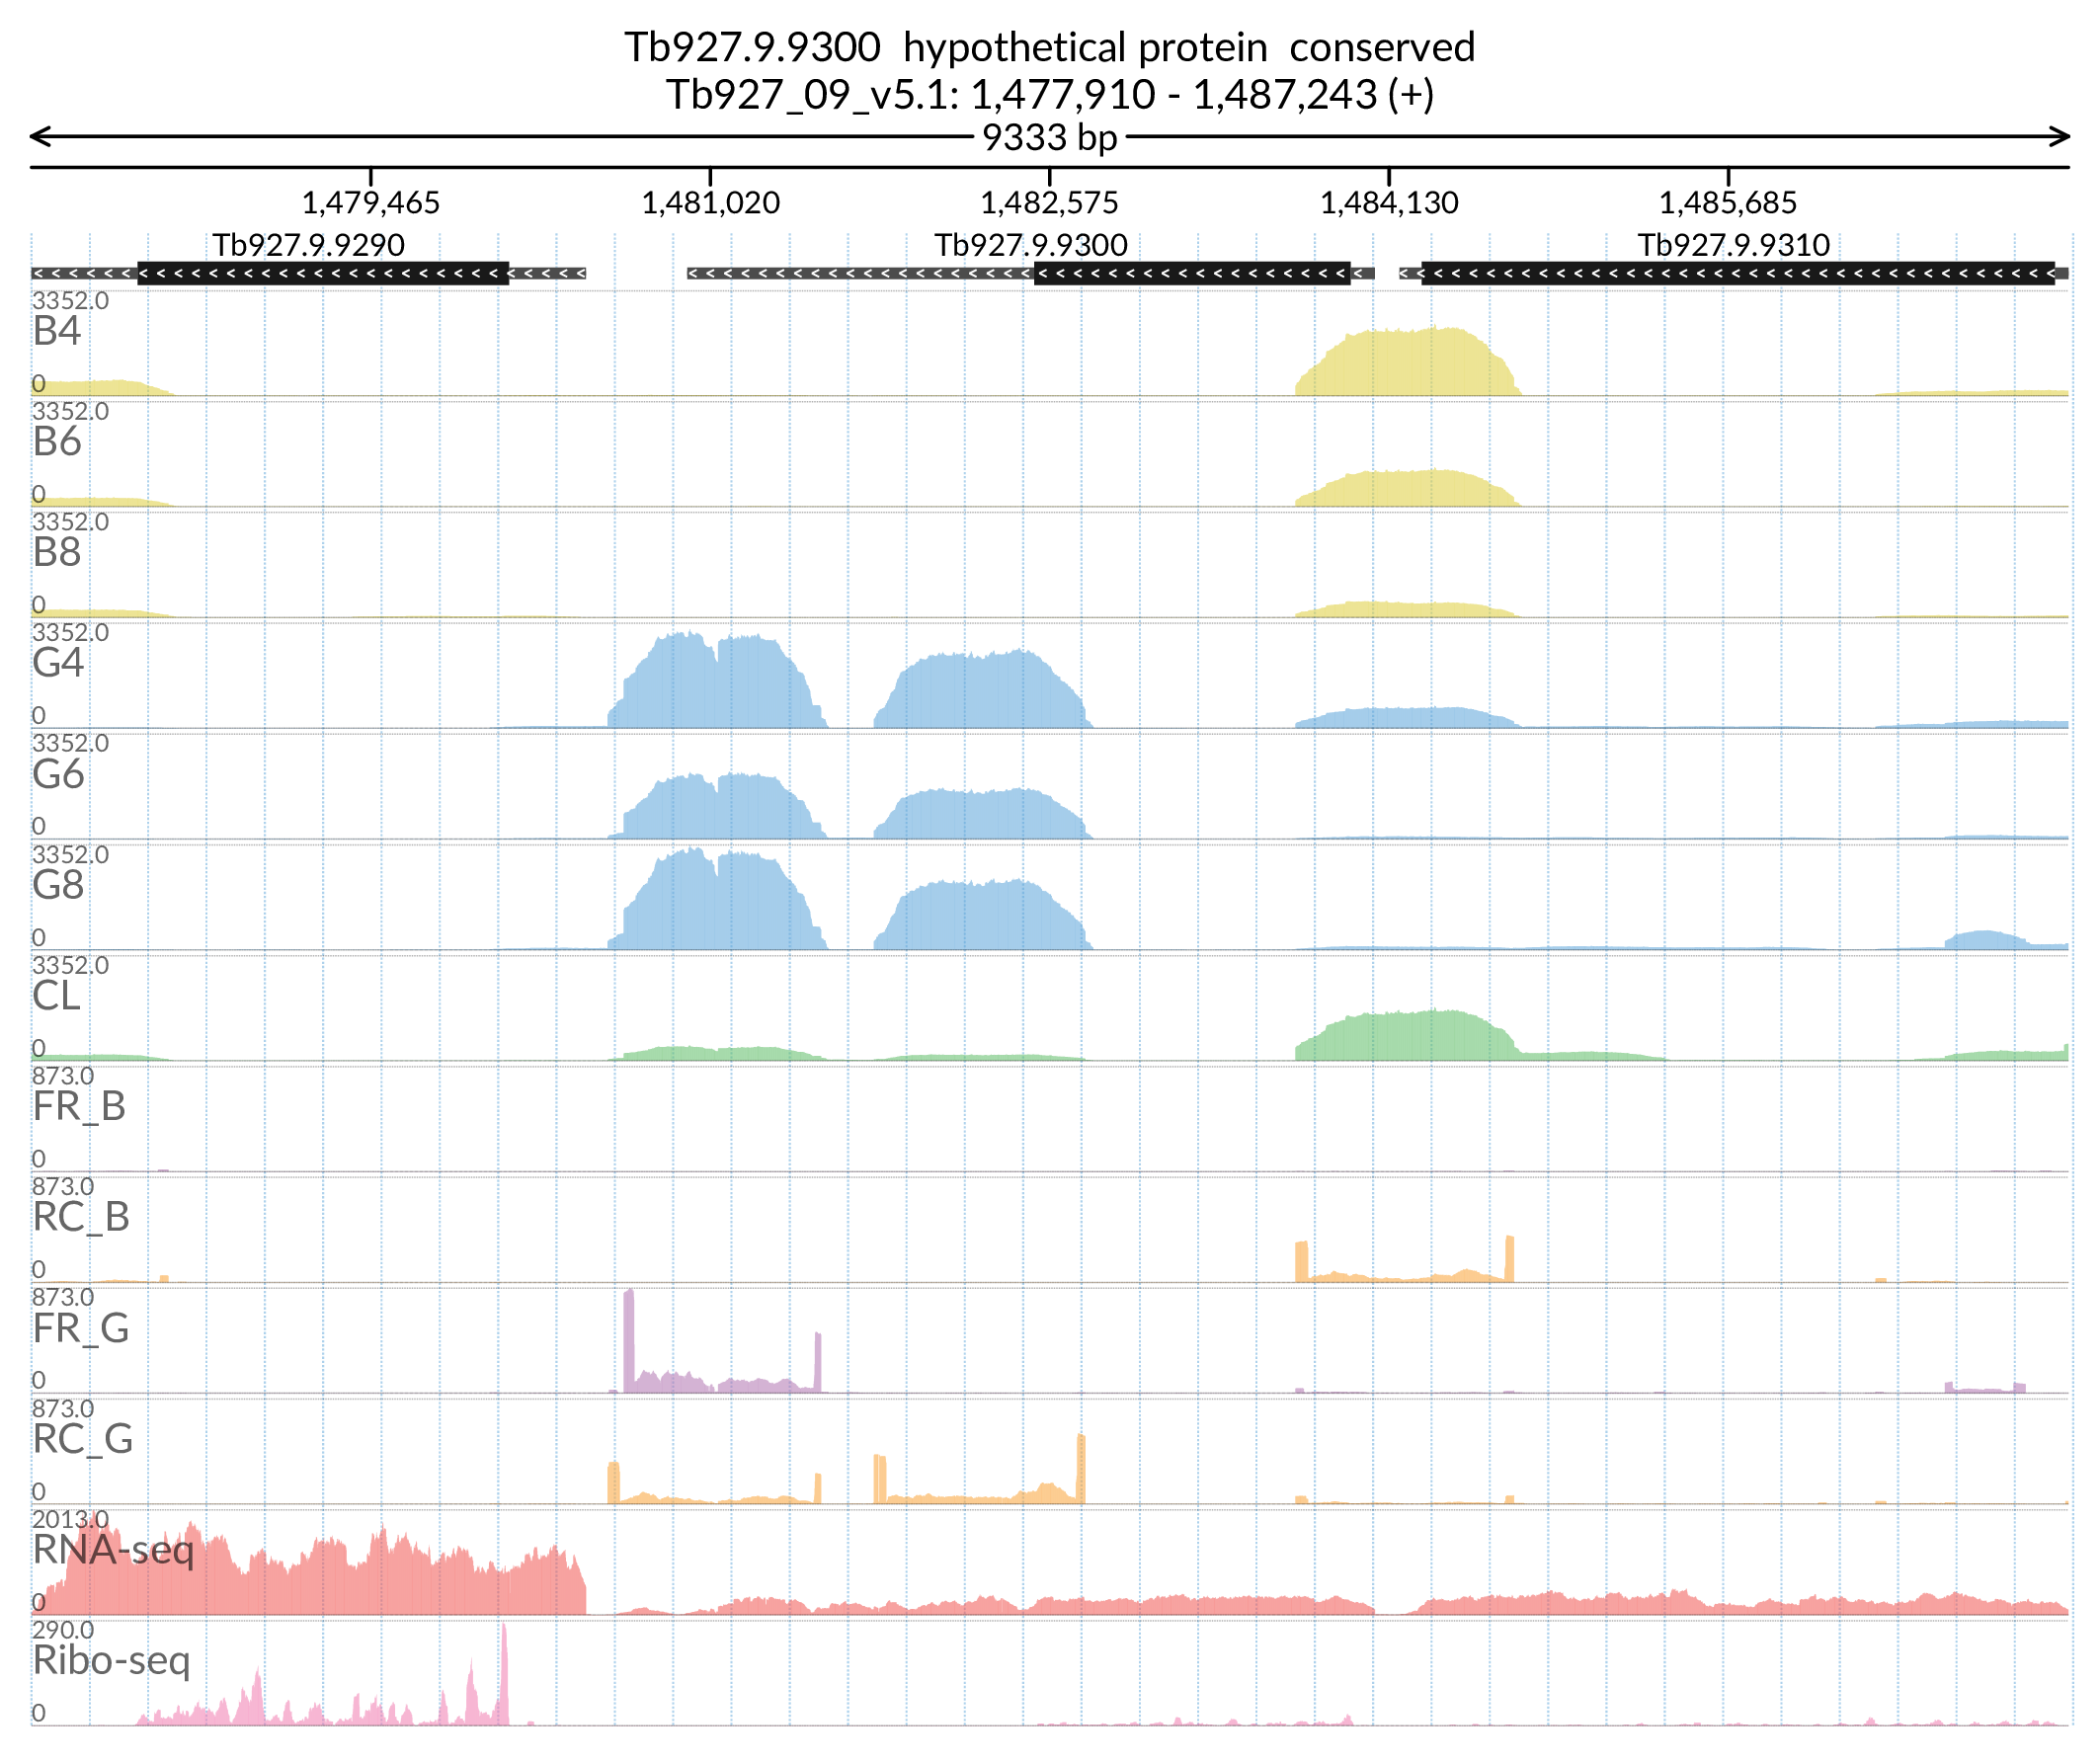 Tb927.9.9300 hypothetical protein conserved
Tb927_09_v5.1: 1,477,910 - 1,487,243 (+)
9333 bp
1,479,465 1,481,020 1,482,575 1,484,130 1,485,685
Tb927.9.9290 Tb927.9.9300 Tb927.9.9310
3352.0
B4
0
3352.0
B6
0
3352.0
B8
0
3352.0
G4
0
3352.0
G6
0
3352.0
G8
0
3352.0
CL
0
873.0
FR_B
0
873.0
RC_B
0
873.0
FR_G
0
873.0
RC_G
0
2013.0
RNA-seq
0
290.0
Ribo-seq
0